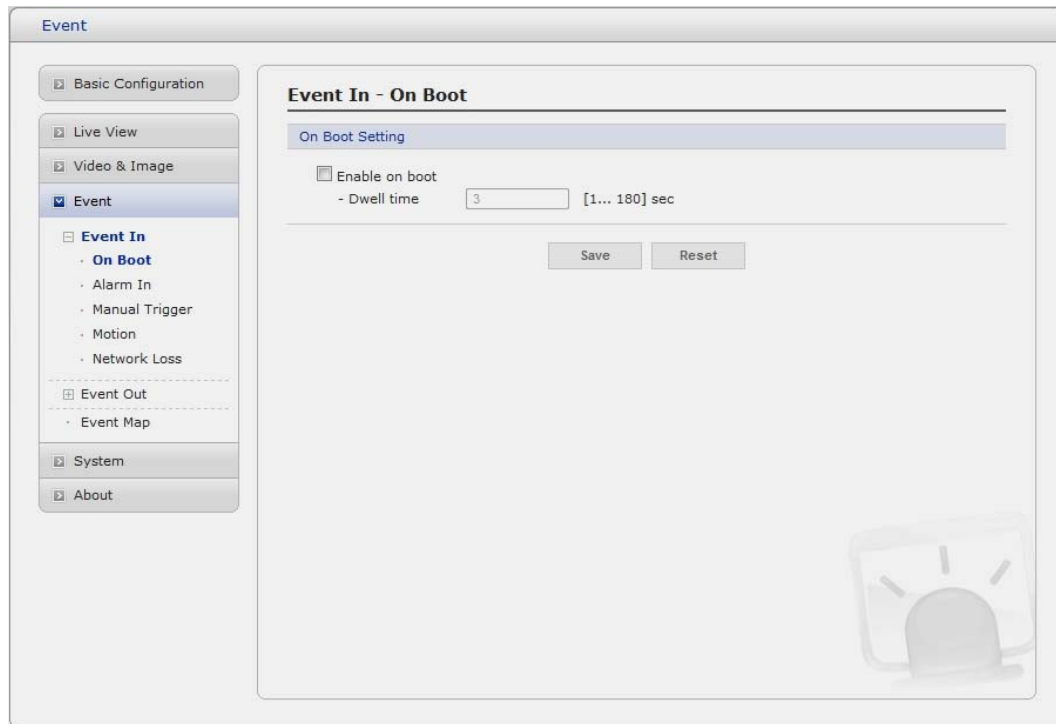 Event
Basic Configuration
Live View
Video & Image
Event
Event In
On Boot
Alarm In
Manual Trigger
Motion
Network Loss
Event Out
Event Map
System
About
Event In - On Boot
On Boot Setting
Enable on boot
- Dwell time 3 [1... 180] sec
Save Reset